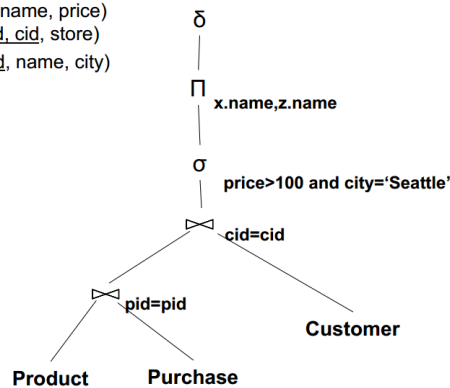 name, price)
d, cid, store)
d, name, city)
δ
Π x.name,z.name
σ
price>100 and city=‘Seattle’
⋈ cid=cid
⋈ pid=pid
Customer
Product
Purchase